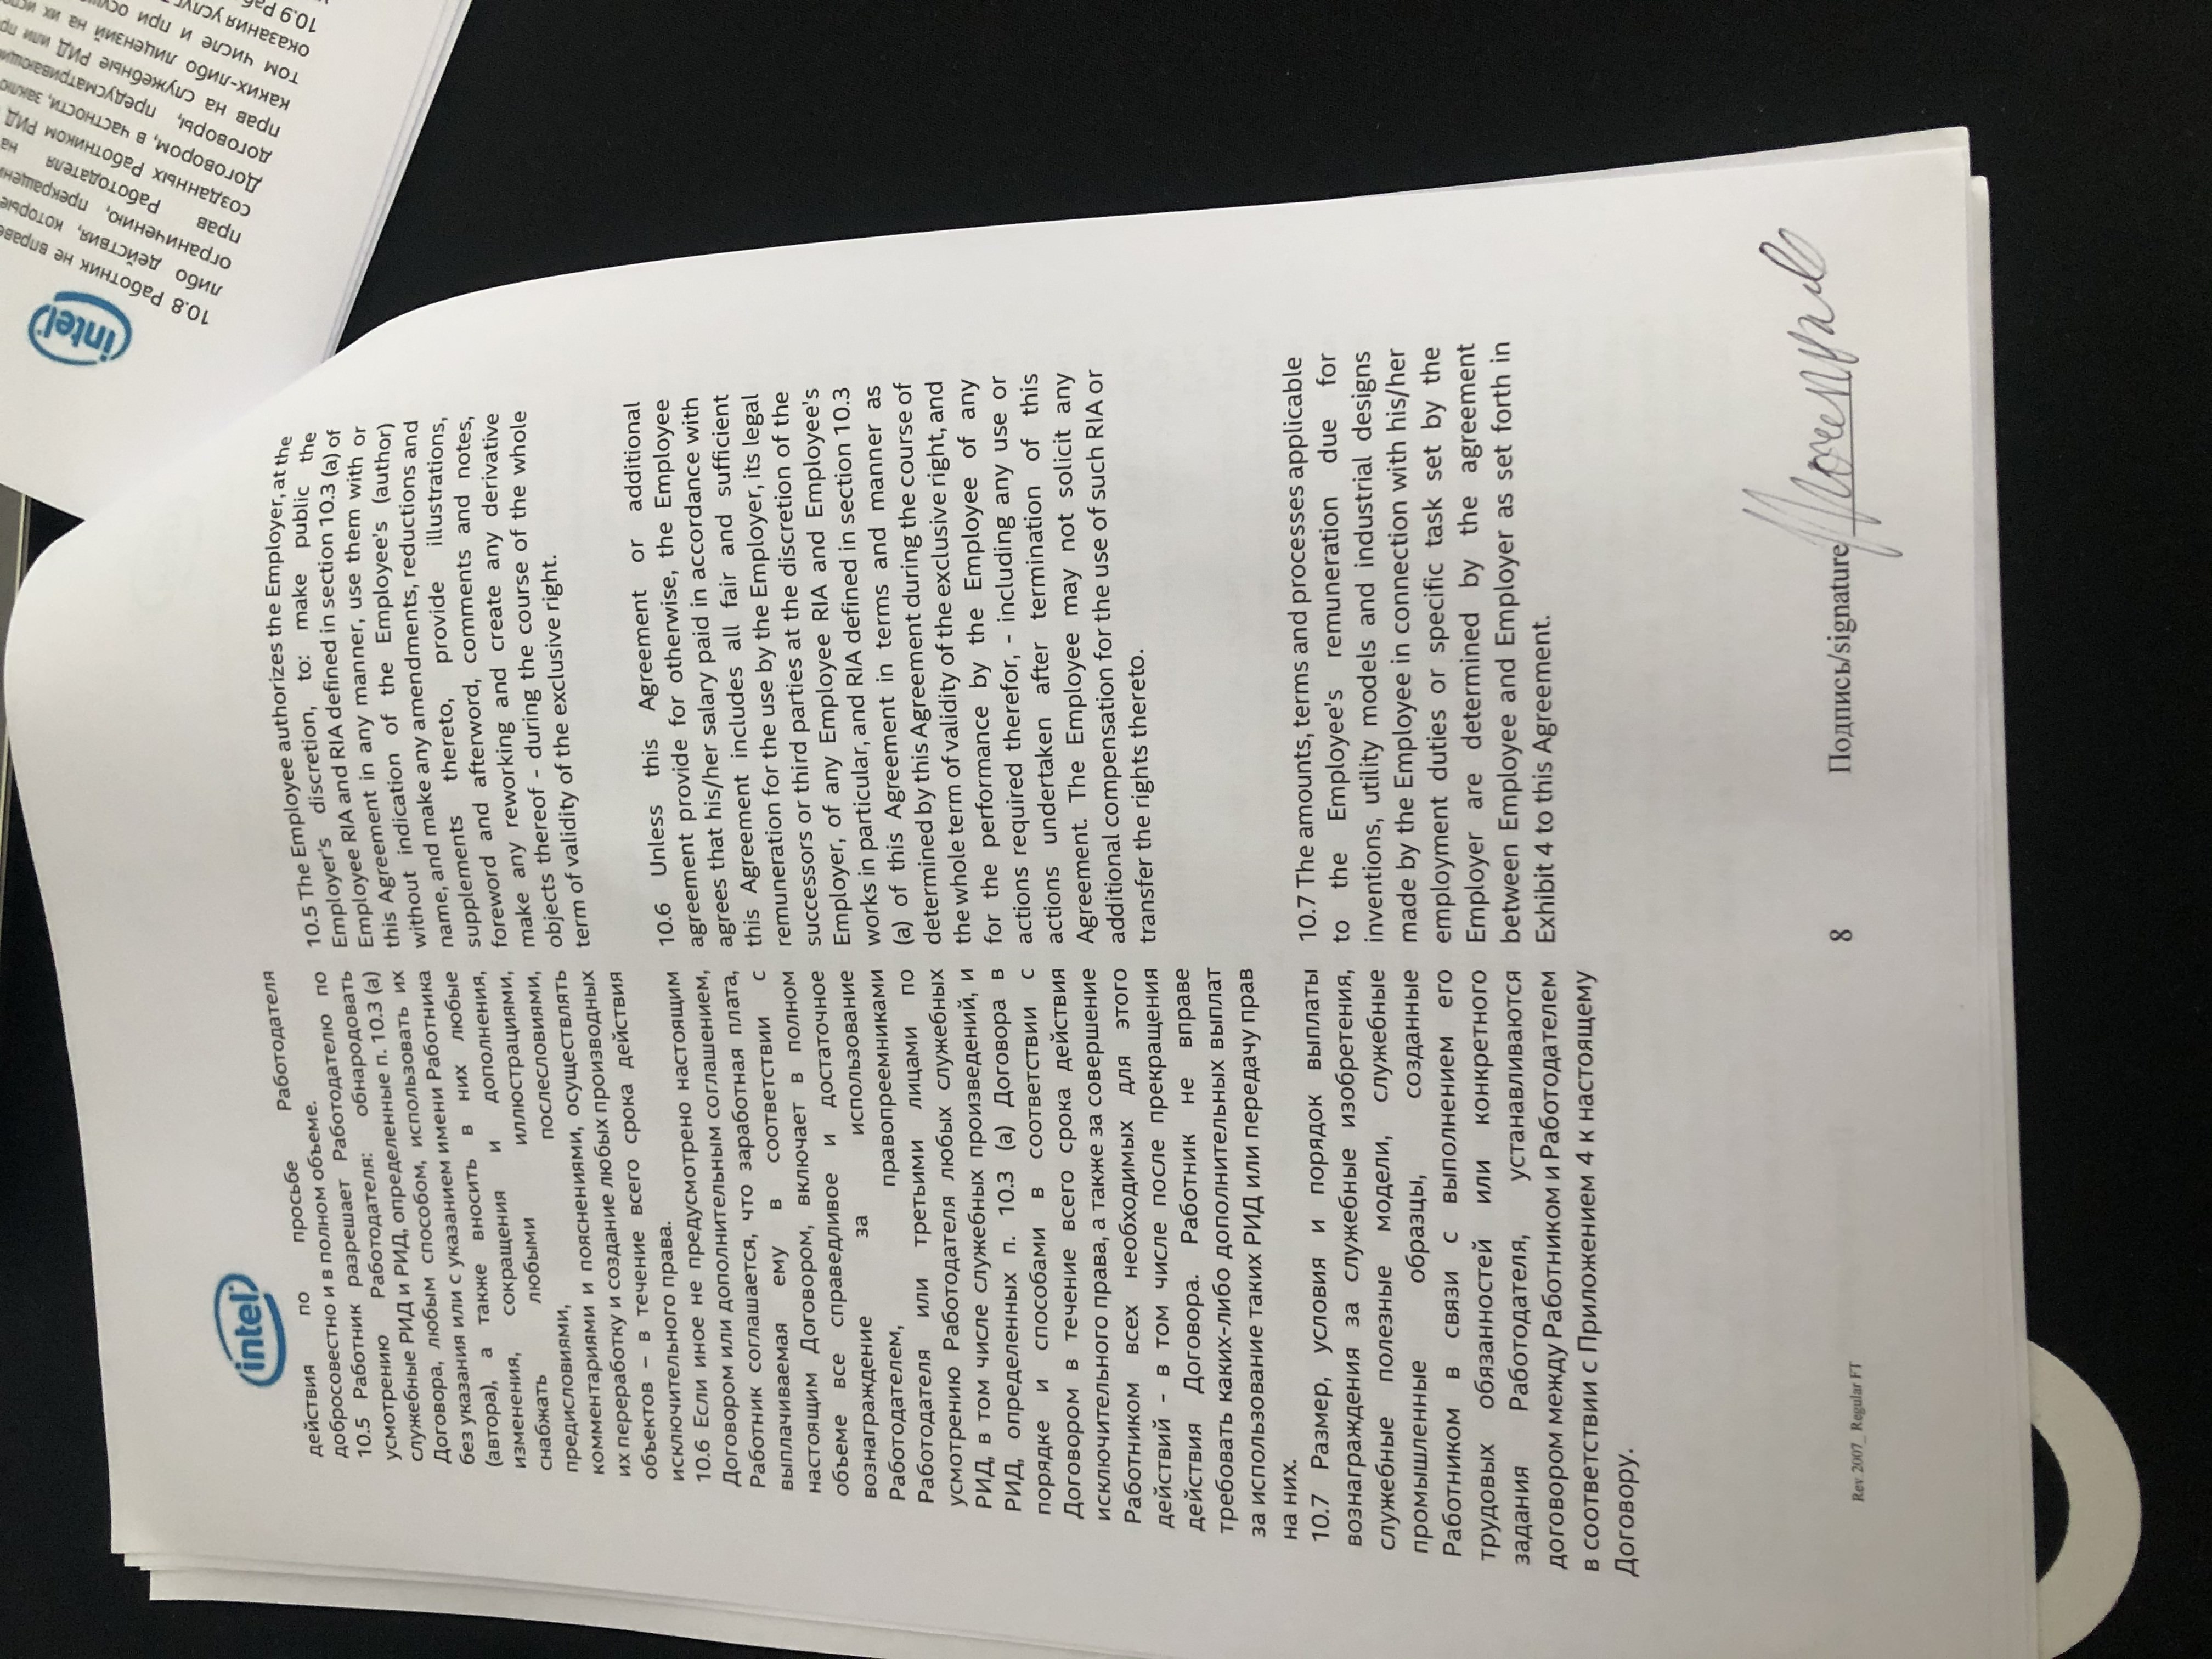 intel
действия по просьбе Работодателя
добросовестно и в полном объеме.
10.5 Работник разрешает Работодателю по
усмотрению Работодателя: обнародовать
служебные РИД и РИД, определенные п. 10.3 (а)
Договора, любым способом, использовать их
без указания или с указанием имени Работника
(автора), а также вносить в них любые
изменения, сокращения и дополнения,
снабжать любыми иллюстрациями,
предисловиями, послесловиями,
комментариями и пояснениями, осуществлять
их переработку и создание любых производных
объектов – в течение всего срока действия
исключительного права.
10.6 Если иное не предусмотрено настоящим
Договором или дополнительным соглашением,
Работник соглашается, что заработная плата,
выплачиваемая ему в соответствии с
настоящим Договором, включает в полном
объеме все справедливое и достаточное
вознаграждение за использование
Работодателем, правопреемниками
Работодателя или третьими лицами по
усмотрению Работодателя любых служебных
РИД, в том числе служебных произведений, и
РИД, определенных п. 10.3 (а) Договора в
порядке и способами в соответствии с
Договором в течение всего срока действия
исключительного права, а также за совершение
Работником всех необходимых для этого
действий - в том числе после прекращения
действия Договора. Работник не вправе
требовать каких-либо дополнительных выплат
за использование таких РИД или передачу прав
на них.
10.7 Размер, условия и порядок выплаты
вознаграждения за служебные изобретения,
служебные полезные модели, служебные
промышленные образцы, созданные
Работником в связи с выполнением его
трудовых обязанностей или конкретного
задания Работодателя, устанавливаются
договором между Работником и Работодателем
в соответствии с Приложением 4 к настоящему
Договору.
10.5 The Employee authorizes the Employer, at the
Employer's discretion, to: make public the
Employee RIA and RIA defined in section 10.3 (a) of
this Agreement in any manner, use them with or
without indication of the Employee's (author)
name, and make any amendments, reductions and
supplements thereto, provide illustrations,
foreword and afterword, comments and notes,
make any reworking and create any derivative
objects thereof - during the course of the whole
term of validity of the exclusive right.
10.6 Unless this Agreement or additional
agreement provide for otherwise, the Employee
agrees that his/her salary paid in accordance with
this Agreement includes all fair and sufficient
remuneration for the use by the Employer, its legal
successors or third parties at the discretion of the
Employer, of any Employee RIA and Employee's
works in particular, and RIA defined in section 10.3
(a) of this Agreement in terms and manner as
determined by this Agreement during the course of
the whole term of validity of the exclusive right, and
for the performance by the Employee of any
actions required therefor, - including any use or
actions undertaken after termination of this
Agreement. The Employee may not solicit any
additional compensation for the use of such RIA or
transfer the rights thereto.
10.7 The amounts, terms and processes applicable
to the Employee's remuneration due for
inventions, utility models and industrial designs
made by the Employee in connection with his/her
employment duties or specific task set by the
Employer are determined by the agreement
between Employee and Employer as set forth in
Exhibit 4 to this Agreement.
Rev 2007_ Regular FT
8
Подпись/signature
intel
10.8 Работник не вправе
либо действия, которые
ограничению,
прав Работодателя на
созданных Работником РИД
Договором, в частности,
договоры,
прав на служебные РИД или
каких-либо лицензий на их
том числе и при
оказания услуг
10.9